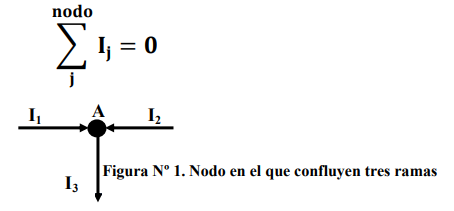 nodo
∑ Iⱼ = 0
j
I₁ A I₂
Figura Nº 1. Nodo en el que confluyen tres ramas
I₃